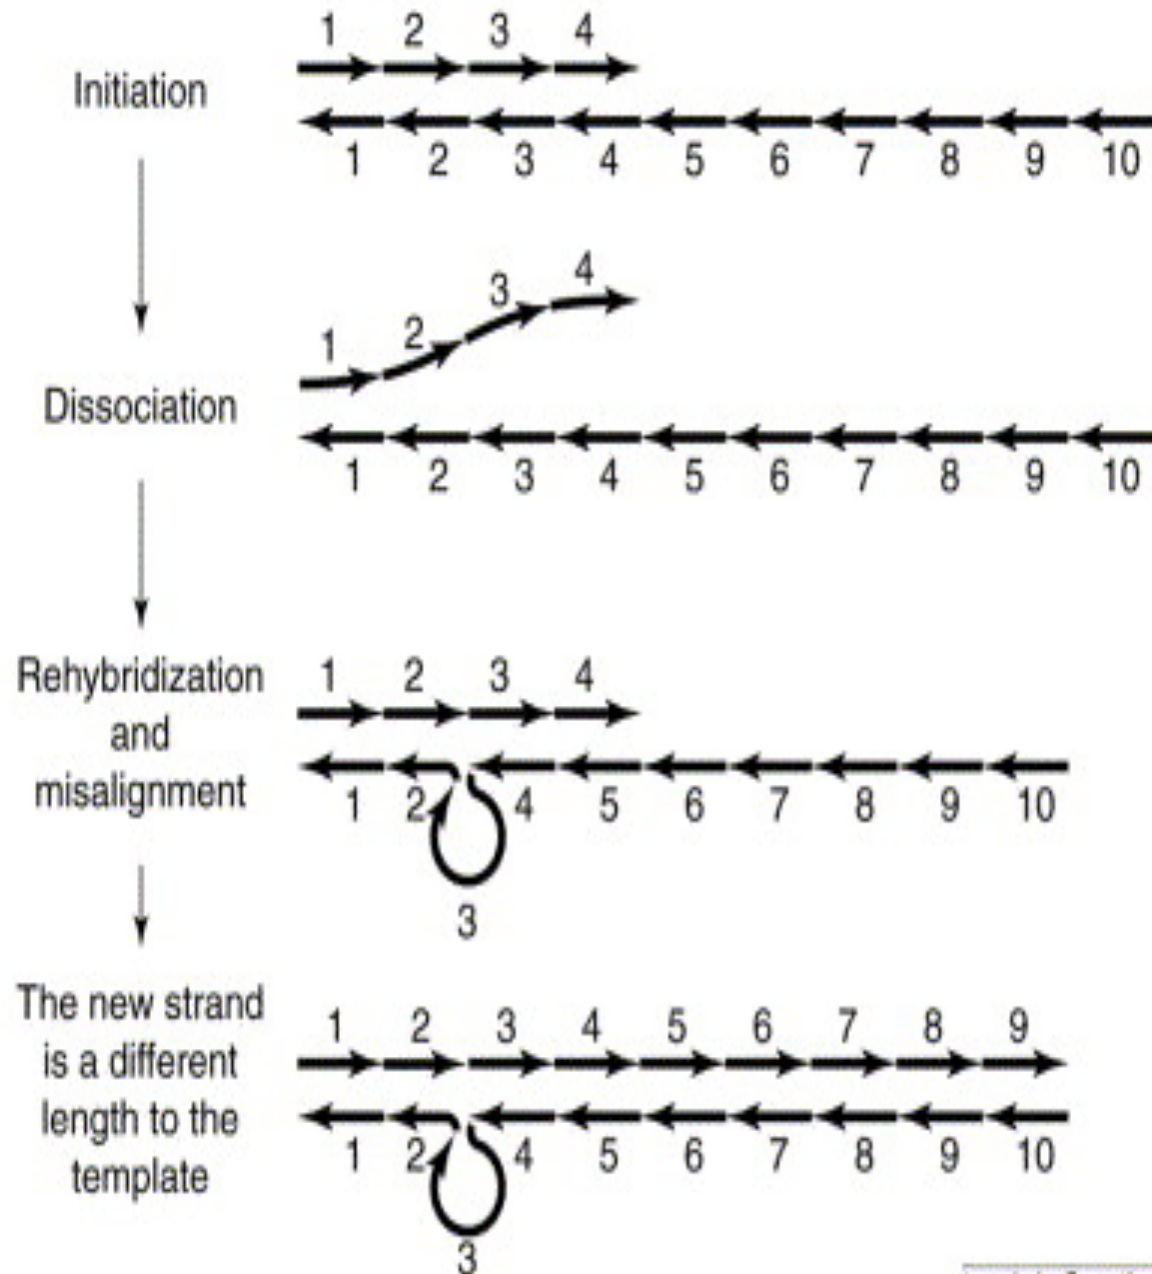 1 2 3 4
Initiation
1 2 3 4 5 6 7 8 9 10
1 2 3 4
Dissociation
1 2 3 4 5 6 7 8 9 10
Rehybridization
and
misalignment
1 2 3 4
1 2 4 5 6 7 8 9 10
3
The new strand
is a different
length to the
template
1 2 3 4 5 6 7 8 9
1 2 4 5 6 7 8 9 10
3